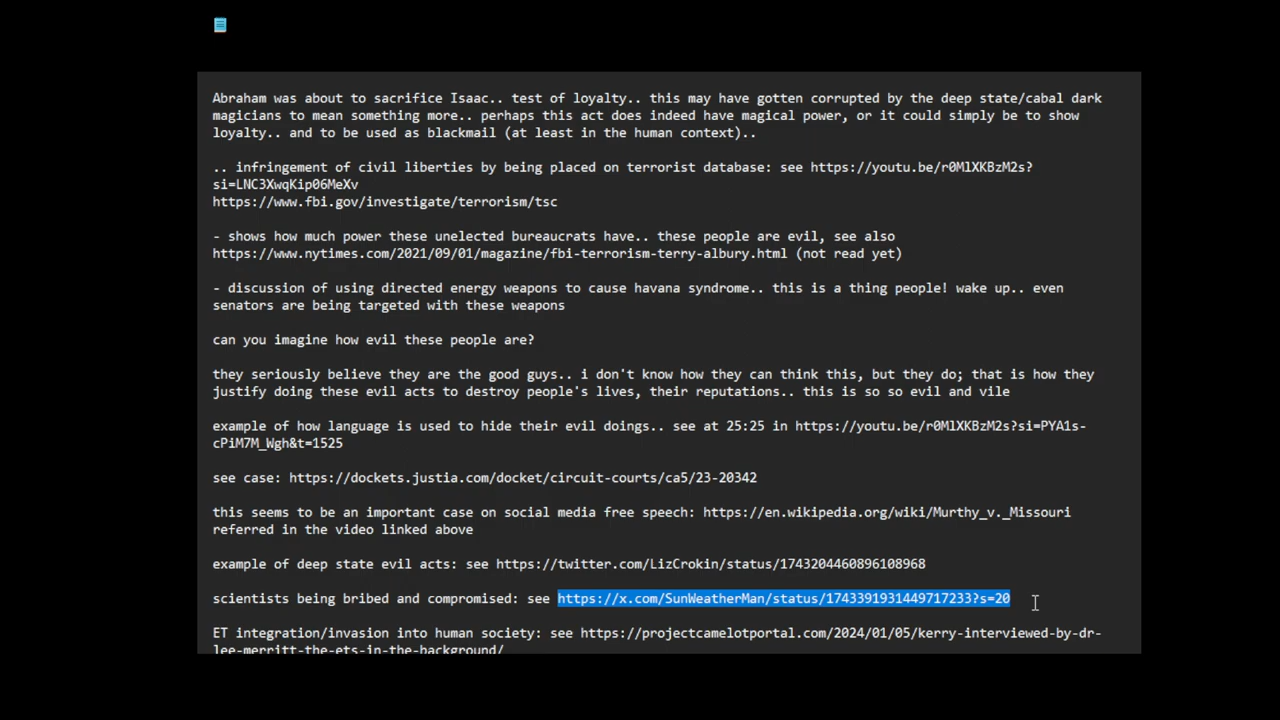 Abraham was about to sacrifice Isaac.. test of loyalty.. this may have gotten corrupted by the deep state/cabal dark
magicians to mean something more.. perhaps this act does indeed have magical power, or it could simply be to show
loyalty.. and to be used as blackmail (at least in the human context)..
.. infringement of civil liberties by being placed on terrorist database: see https://youtu.be/r0MlXKBzM2s?
si=LNC3XwqKip06MeXv
https://www.fbi.gov/investigate/terrorism/tsc
- shows how much power these unelected bureaucrats have.. these people are evil, see also
https://www.nytimes.com/2021/09/01/magazine/fbi-terrorism-terry-albury.html (not read yet)
- discussion of using directed energy weapons to cause havana syndrome.. this is a thing people! wake up.. even
senators are being targeted with these weapons
can you imagine how evil these people are?
they seriously believe they are the good guys.. i don't know how they can think this, but they do; that is how they
justify doing these evil acts to destroy people's lives, their reputations.. this is so so evil and vile
example of how language is used to hide their evil doings.. see at 25:25 in https://youtu.be/r0MlXKBzM2s?si=PYA1s-
cPiM7M_Wgh&t=1525
see case: https://dockets.justia.com/docket/circuit-courts/ca5/23-20342
this seems to be an important case on social media free speech: https://en.wikipedia.org/wiki/Murthy_v._Missouri
referred in the video linked above
example of deep state evil acts: see https://twitter.com/LizCrokin/status/1743204460896108968
scientists being bribed and compromised: see https://x.com/SunWeatherMan/status/1743391931449717233?s=20
ET integration/invasion into human society: see https://projectcamelotportal.com/2024/01/05/kerry-interviewed-by-dr-
lee-merritt-the-ets-in-the-background/